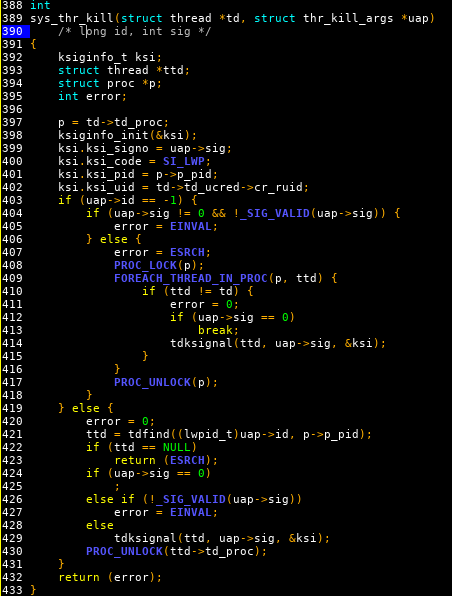 388 int
389 sys_thr_kill(struct thread *td, struct thr_kill_args *uap)
390     /* long id, int sig */
391 {
392     ksiginfo_t ksi;
393     struct thread *ttd;
394     struct proc *p;
395     int error;
396
397     p = td->td_proc;
398     ksiginfo_init(&ksi);
399     ksi.ksi_signo = uap->sig;
400     ksi.ksi_code = SI_LWP;
401     ksi.ksi_pid = p->p_pid;
402     ksi.ksi_uid = td->td_ucred->cr_ruid;
403     if (uap->id == -1) {
404         if (uap->sig != 0 && !_SIG_VALID(uap->sig)) {
405             error = EINVAL;
406         } else {
407             error = ESRCH;
408             PROC_LOCK(p);
409             FOREACH_THREAD_IN_PROC(p, ttd) {
410                 if (ttd != td) {
411                     error = 0;
412                     if (uap->sig == 0)
413                         break;
414                     tdksignal(ttd, uap->sig, &ksi);
415                 }
416             }
417             PROC_UNLOCK(p);
418         }
419     } else {
420         error = 0;
421         ttd = tdfind((lwpid_t)uap->id, p->p_pid);
422         if (ttd == NULL)
423             return (ESRCH);
424         if (uap->sig == 0)
425             ;
426         else if (!_SIG_VALID(uap->sig))
427             error = EINVAL;
428         else
429             tdksignal(ttd, uap->sig, &ksi);
430         PROC_UNLOCK(ttd->td_proc);
431     }
432     return (error);
433 }